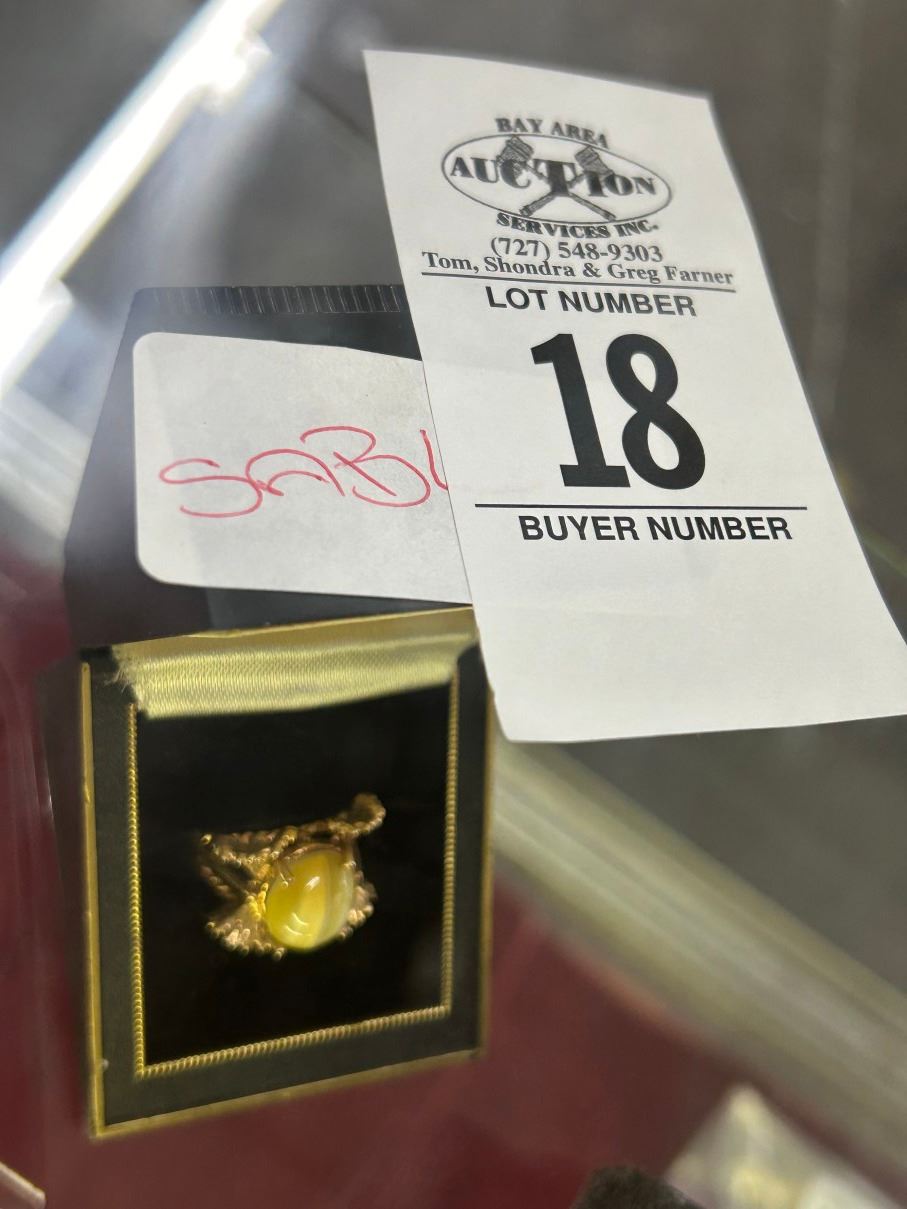 BAY AREA
AUCTION
SERVICES INC.
(727) 548-9303
Tom, Shondra & Greg Farner
LOT NUMBER
18
BUYER NUMBER